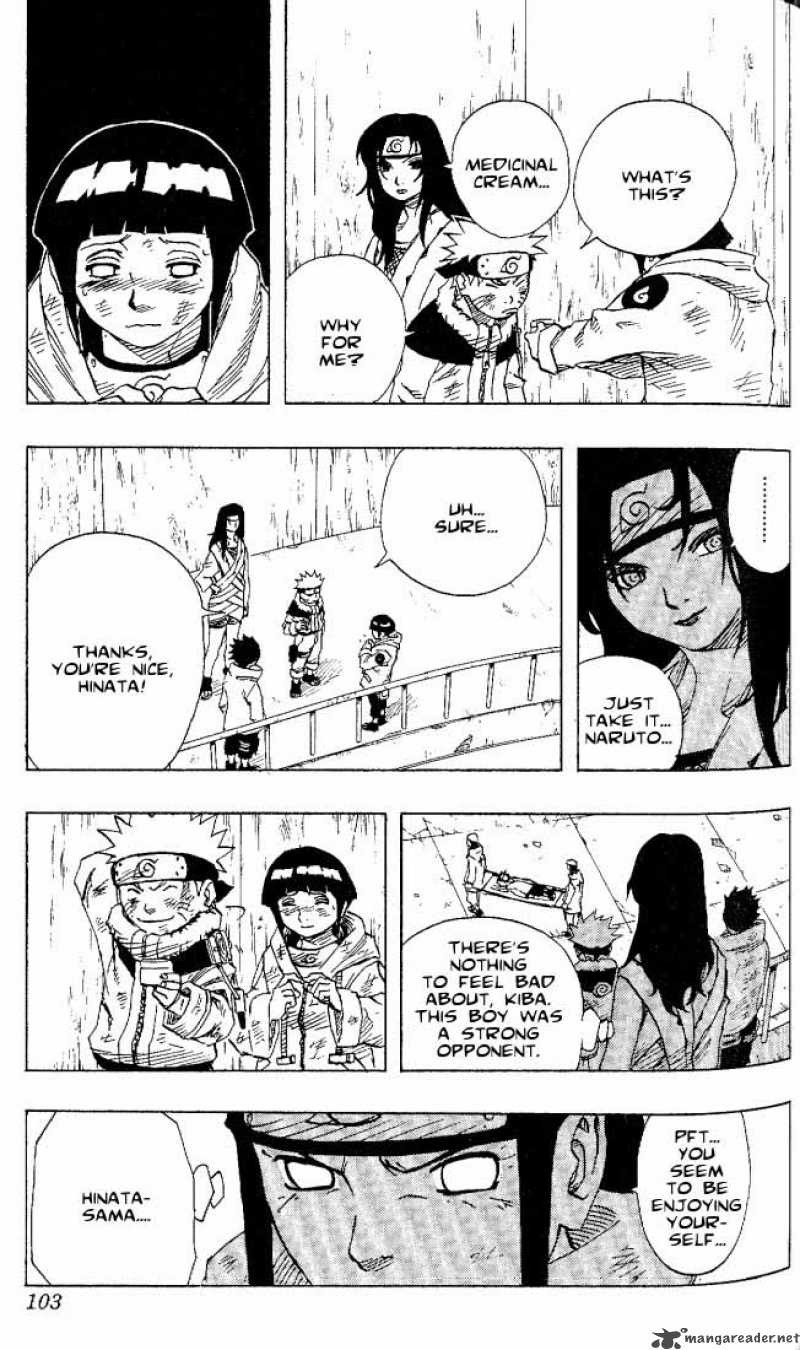 WHAT'S
THIS?
MEDICINAL
CREAM...
WHY
FOR
ME?
.........
JUST
TAKE IT...
NARUTO...
UH...
SURE...
THANKS,
YOU'RE NICE,
HINATA!
THERE'S
NOTHING
TO FEEL BAD
ABOUT, KIBA.
THIS BOY WAS
A STRONG
OPPONENT.
PFT...
YOU
SEEM
TO BE
ENJOYING
YOUR-
SELF...
HINATA-
SAMA....
103
mangareader.net